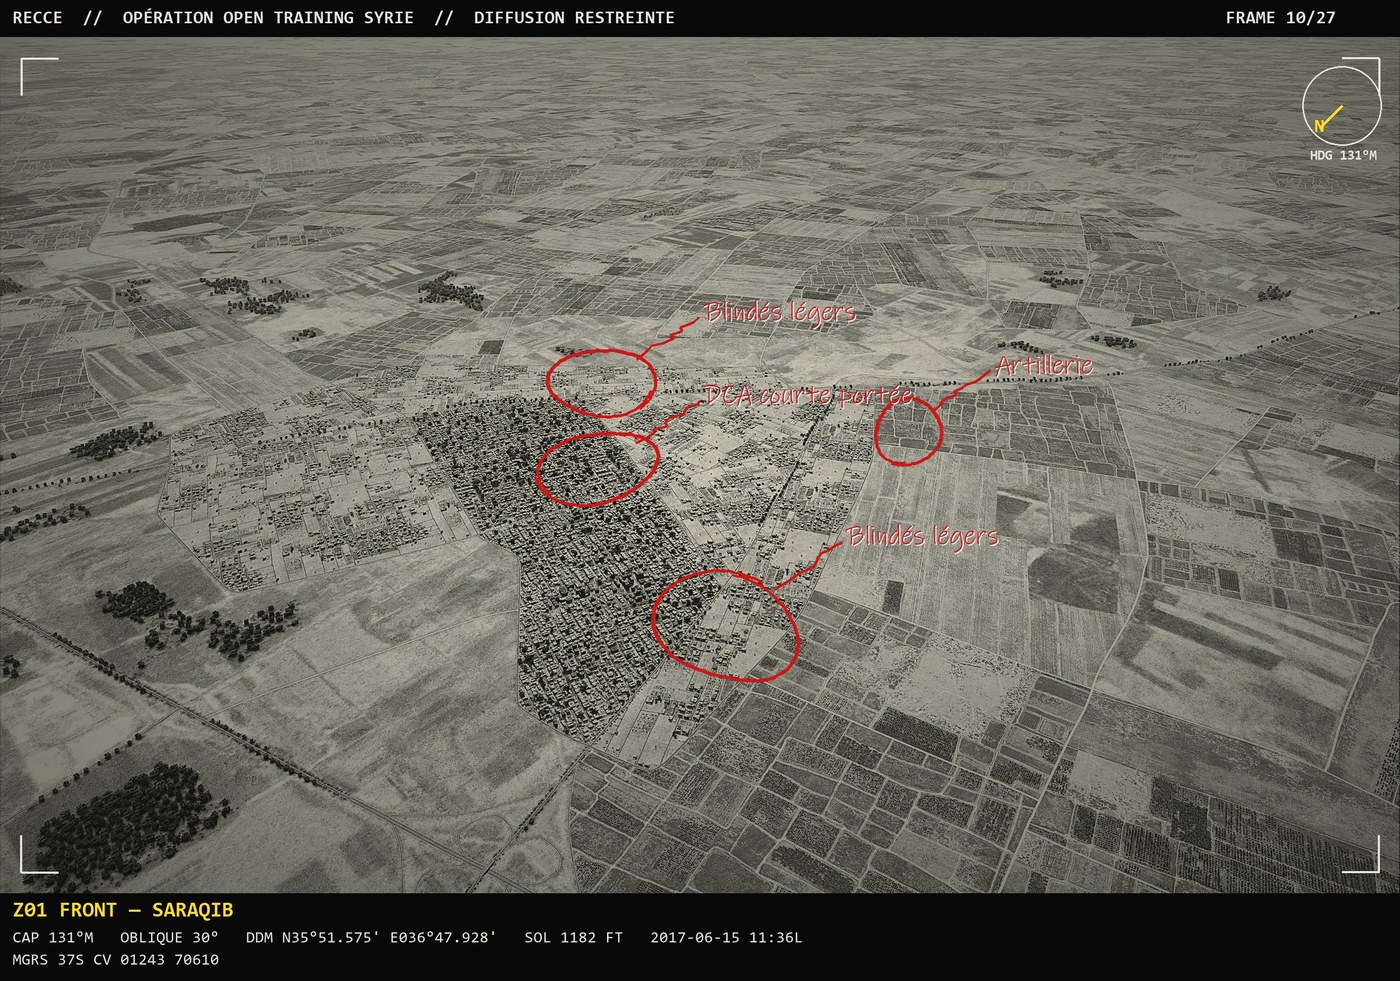 RECCE // OPÉRATION OPEN TRAINING SYRIE // DIFFUSION RESTREINTE
FRAME 10/27
N
HDG 131°M
Blindés légers
Artillerie
DCA courte portée
Blindés légers
Z01 FRONT — SARAQIB
CAP 131°M OBLIQUE 30° DDM N35°51.575' E036°47.928' SOL 1182 FT 2017-06-15 11:36L
MGRS 37S CV 01243 70610